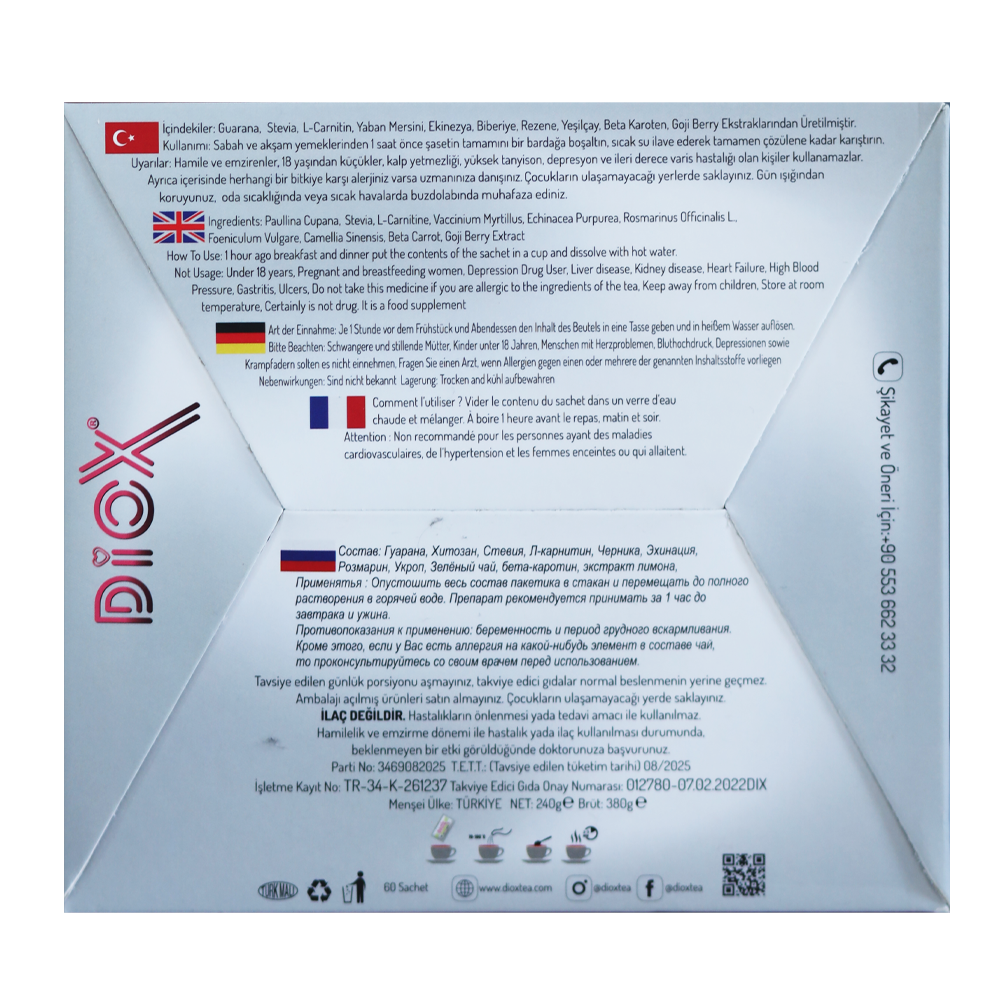 İçindekiler: Guarana, Stevia, L-Carnitin, Yaban Mersini, Ekinezya, Biberiye, Rezene, Yeşilçay, Beta Karoten, Goji Berry Ekstraklarından Üretilmiştir.
Kullanımı: Sabah ve akşam yemeklerinden 1 saat önce şasetin tamamını bir bardağa boşaltın, sıcak su ilave ederek tamamen çözülene kadar karıştırın.
Uyarılar: Hamile ve emzirenler, 18 yaşından küçükler, kalp yetmezliği, yüksek tanyison, depresyon ve ileri derece varis hastalığı olan kişiler kullanamazlar.
Ayrıca içerisinde herhangi bir bitkiye karşı alerjiniz varsa uzmanınıza danışınız. Çocukların ulaşamayacağı yerlerde saklayınız. Gün ışığından
koruyunuz, oda sıcaklığında veya sıcak havalarda buzdolabında muhafaza ediniz.
Ingredients: Paullina Cupana, Stevia, L-Carnitine, Vaccinium Myrtillus, Echinacea Purpurea, Rosmarinus Officinalis L.,
Foeniculum Vulgare, Camellia Sinensis, Beta Carrot, Goji Berry Extract
How To Use: 1 hour ago breakfast and dinner put the contents of the sachet in a cup and dissolve with hot water.
Not Usage: Under 18 years, Pregnant and breastfeeding women, Depression Drug User, Liver disease, Kidney disease, Heart Failure, High Blood
Pressure, Gastritis, Ulcers, Do not take this medicine if you are allergic to the ingredients of the tea, Keep away from children, Store at room
temperature, Certainly is not drug. It is a food supplement
Art der Einnahme: Je 1 Stunde vor dem Frühstück und Abendessen den Inhalt des Beutels in eine Tasse geben und in heißem Wasser auflösen.
Bitte Beachten: Schwangere und stillende Mütter, Kinder unter 18 Jahren, Menschen mit Herzproblemen, Bluthochdruck, Depressionen sowie
Krampfadern solten es nicht einnehmen, Fragen Sie einen Arzt, wenn Allergien gegen einen oder mehrere der genannten Inshaltsstoffe vorliegen
Nebenwirkungen: Sind nicht bekannt Lagerung: Trocken and kühl aufbewahren
Comment l'utiliser ? Vider le contenu du sachet dans un verre d'eau
chaude et mélanger. À boire 1 heure avant le repas, matin et soir.
Attention : Non recommandé pour les personnes ayant des maladies
cardiovasculaires, de l'hypertension et les femmes enceintes ou qui allaitent.
DiOX®
Şikayet ve Öneri İçin:+90 553 662 33 32
Состав: Гуарана, Хитозан, Стевия, Л-карнитин, Черника, Эхинация,
Розмарин, Укроп, Зелёный чай, бета-каротин, экстракт лимона,
Применятья : Опустошить весь состав пакетика в стакан и перемещать до полного
растворения в горячей воде. Препарат рекомендуется принимать за 1 час до
завтрака и ужина.
Противопоказания к применению: беременность и период грудного вскармливания.
Кроме этого, если у Вас есть аллергия на какой-нибудь элемент в составе чай,
то проконсультируйтесь со своим врачем перед использованием.
Tavsiye edilen günlük porsiyonu aşmayınız, takviye edici gıdalar normal beslenmenin yerine geçmez.
Ambalajı açılmış ürünleri satın almayınız. Çocukların ulaşamayacağı yerde saklayınız.
İLAÇ DEĞİLDİR. Hastalıkların önlenmesi yada tedavi amacı ile kullanılmaz.
Hamilelik ve emzirme dönemi ile hastalık yada ilaç kullanılması durumunda,
beklenmeyen bir etki görüldüğünde doktorunuza başvurunuz.
Parti No: 3469082025 T.E.T.T.: (Tavsiye edilen tüketim tarihi) 08/2025
İşletme Kayıt No: TR-34-K-261237 Takviye Edici Gıda Onay Numarası: 012780-07.02.2022DIX
Menşei Ülke: TÜRKİYE NET: 240g℮ Brüt: 380g℮
TÜRK MALI 60 Sachet www.dioxtea.com @dioxtea @dioxtea